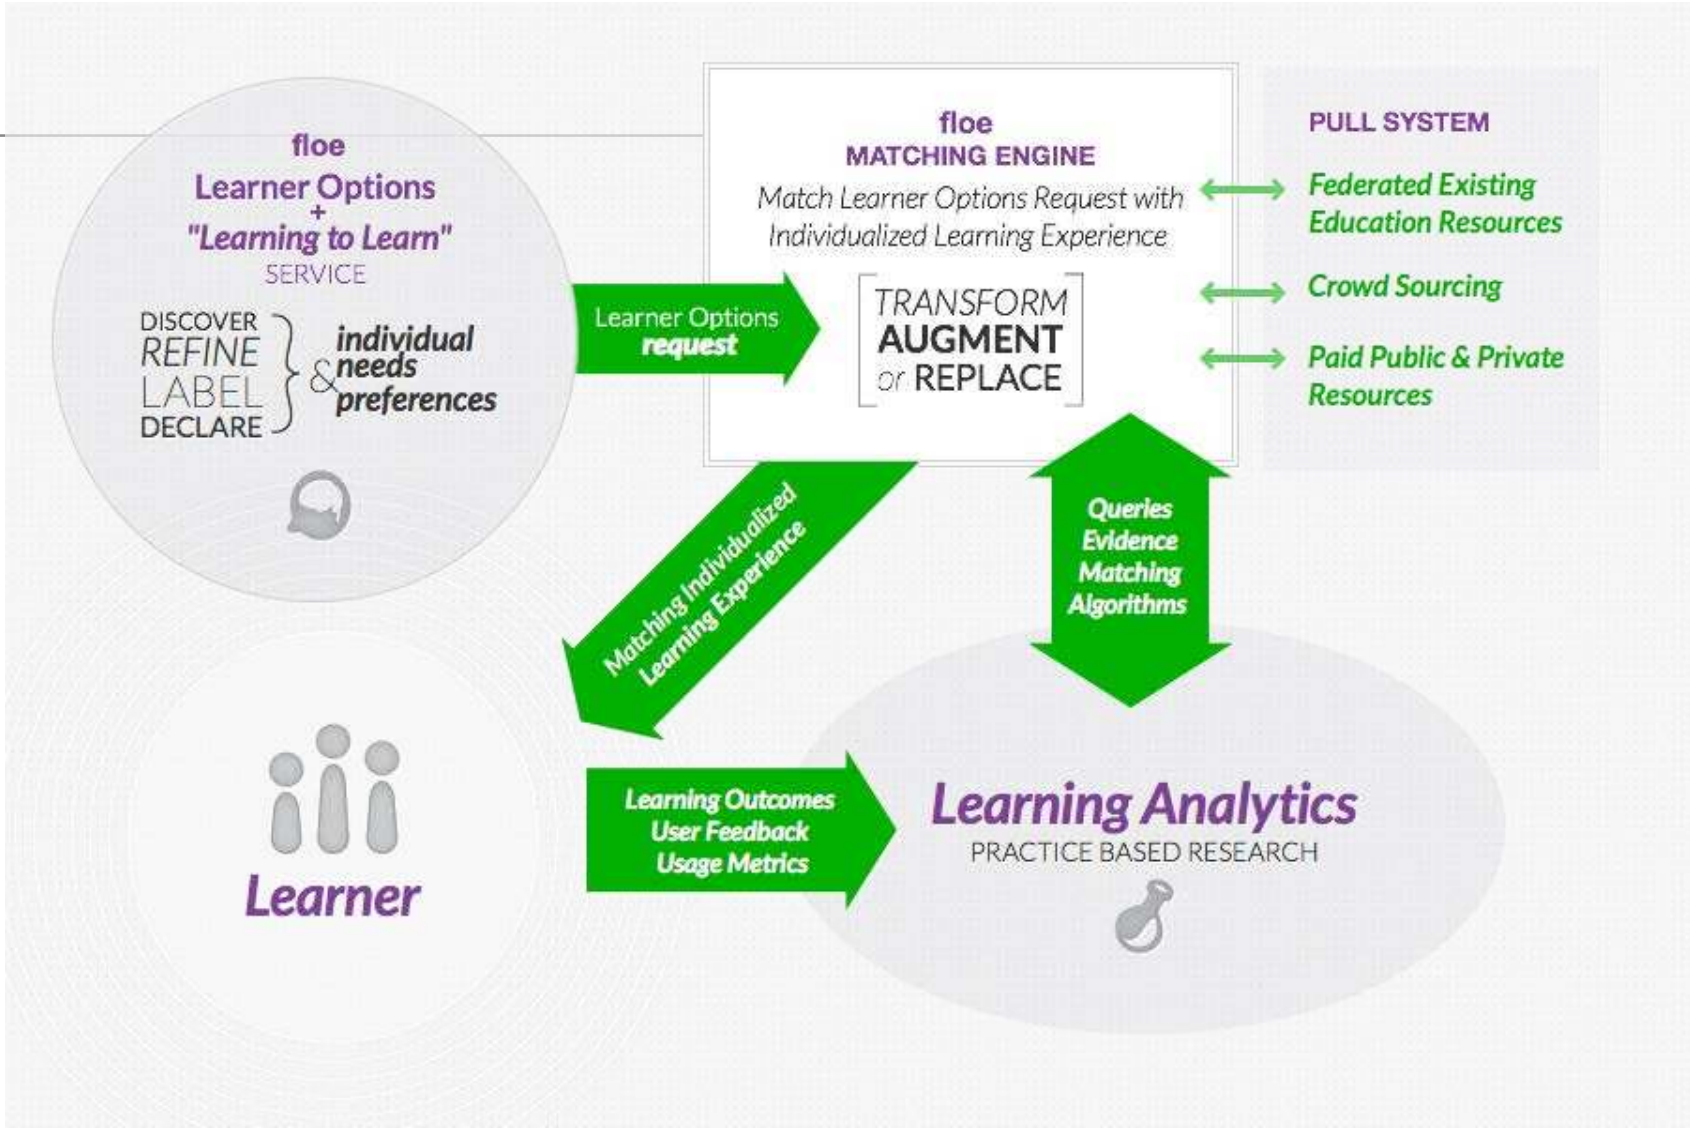 floe
Learner Options
+
"Learning to Learn"
SERVICE
DISCOVER
REFINE
LABEL
DECLARE
&
individual
needs
preferences
Learner Options
request
floe
MATCHING ENGINE
Match Learner Options Request with
Individualized Learning Experience
TRANSFORM
AUGMENT
or REPLACE
PULL SYSTEM
Federated Existing
Education Resources
Crowd Sourcing
Paid Public & Private
Resources
Matching Individualized
Learning Experience
Queries
Evidence
Matching
Algorithms
Learner
Learning Outcomes
User Feedback
Usage Metrics
Learning Analytics
PRACTICE BASED RESEARCH